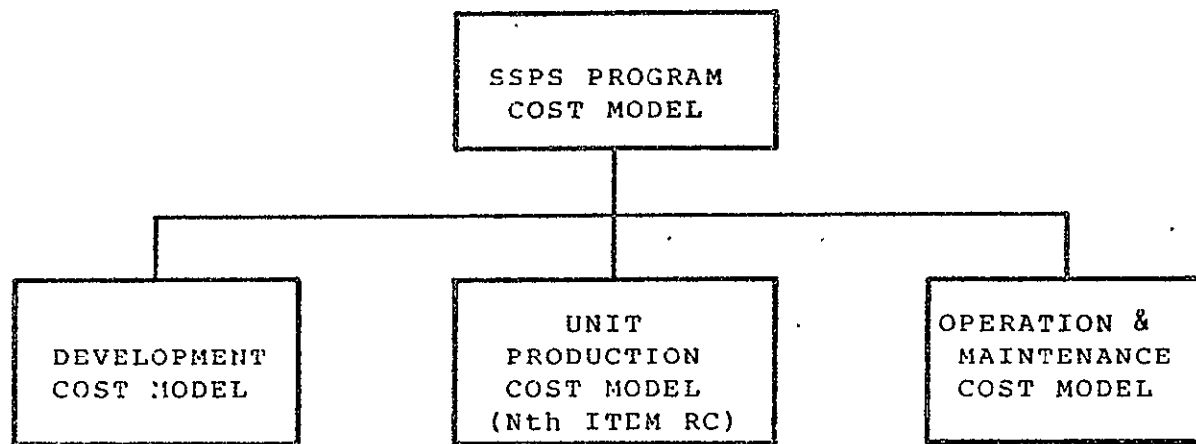 SSPS PROGRAM
COST MODEL
DEVELOPMENT
COST MODEL
UNIT
PRODUCTION
COST MODEL
(Nth ITEM RC)
OPERATION &
MAINTENANCE
COST MODEL